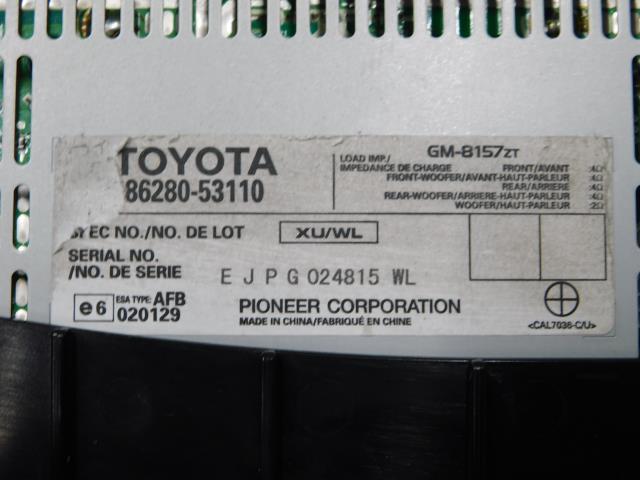 TOYOTA
86280-53110
LOAD IMP./
IMPEDANCE DE CHARGE
GM-8157ZT
FRONT/AVANT :4Ω
FRONT-WOOFER/AVANT-HAUT-PARLEUR :4Ω
REAR/ARRIERE :4Ω
REAR-WOOFER/ARRIERE-HAUT-PARLEUR :4Ω
WOOFER/HAUT-PARLEUR :2Ω
EC NO./NO. DE LOT XU/WL
SERIAL NO.
/NO. DE SERIE
E J P G 024815 WL
e6 ESA TYPE: AFB
020129
PIONEER CORPORATION
MADE IN CHINA/FABRIQUÉ EN CHINE
<CAL7036-C/U>